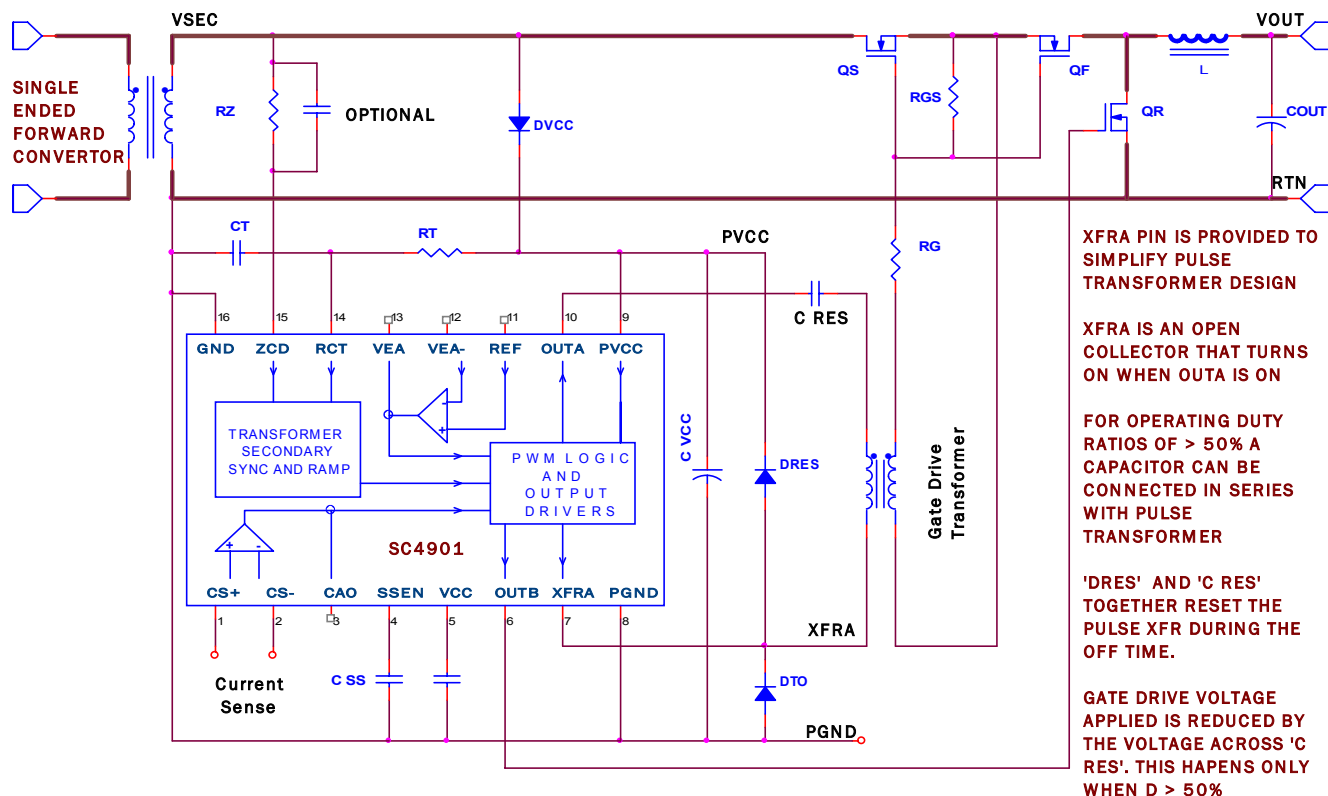 VSEC
VOUT
SINGLE
ENDED
FORWARD
CONVERTOR
RZ
OPTIONAL
DVCC
QS
RGS
QF
L
QR
COUT
RTN
CT
RT
PVCC
RG
C RES
XFRA PIN IS PROVIDED TO
SIMPLIFY PULSE
TRANSFORMER DESIGN
XFRA IS AN OPEN
COLLECTOR THAT TURNS
ON WHEN OUTA IS ON
FOR OPERATING DUTY
RATIOS OF > 50% A
CAPACITOR CAN BE
CONNECTED IN SERIES
WITH PULSE
TRANSFORMER
'DRES' AND 'C RES'
TOGETHER RESET THE
PULSE XFR DURING THE
OFF TIME.
GATE DRIVE VOLTAGE
APPLIED IS REDUCED BY
THE VOLTAGE ACROSS 'C
RES'. THIS HAPENS ONLY
WHEN D > 50%
16 15 14 13 12 11 10 9
GND ZCD RCT VEA VEA- REF OUTA PVCC
- +
TRANSFORMER
SECONDARY
SYNC AND RAMP
PWM LOGIC
AND
OUTPUT
DRIVERS
+ -
SC4901
CS+ CS- CAO SSEN VCC OUTB XFRA PGND
1 2 3 4 5 6 7 8
C VCC
DRES
Gate Drive
Transformer
XFRA
Current
Sense
C SS
DTO
PGND